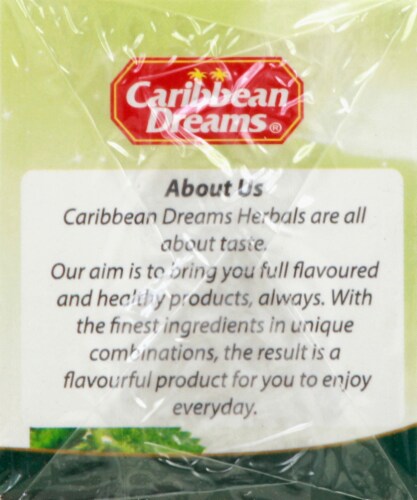 Caribbean
Dreams®
About Us
Caribbean Dreams Herbals are all
about taste.
Our aim is to bring you full flavoured
and healthy products, always. With
the finest ingredients in unique
combinations, the result is a
flavourful product for you to enjoy
everyday.